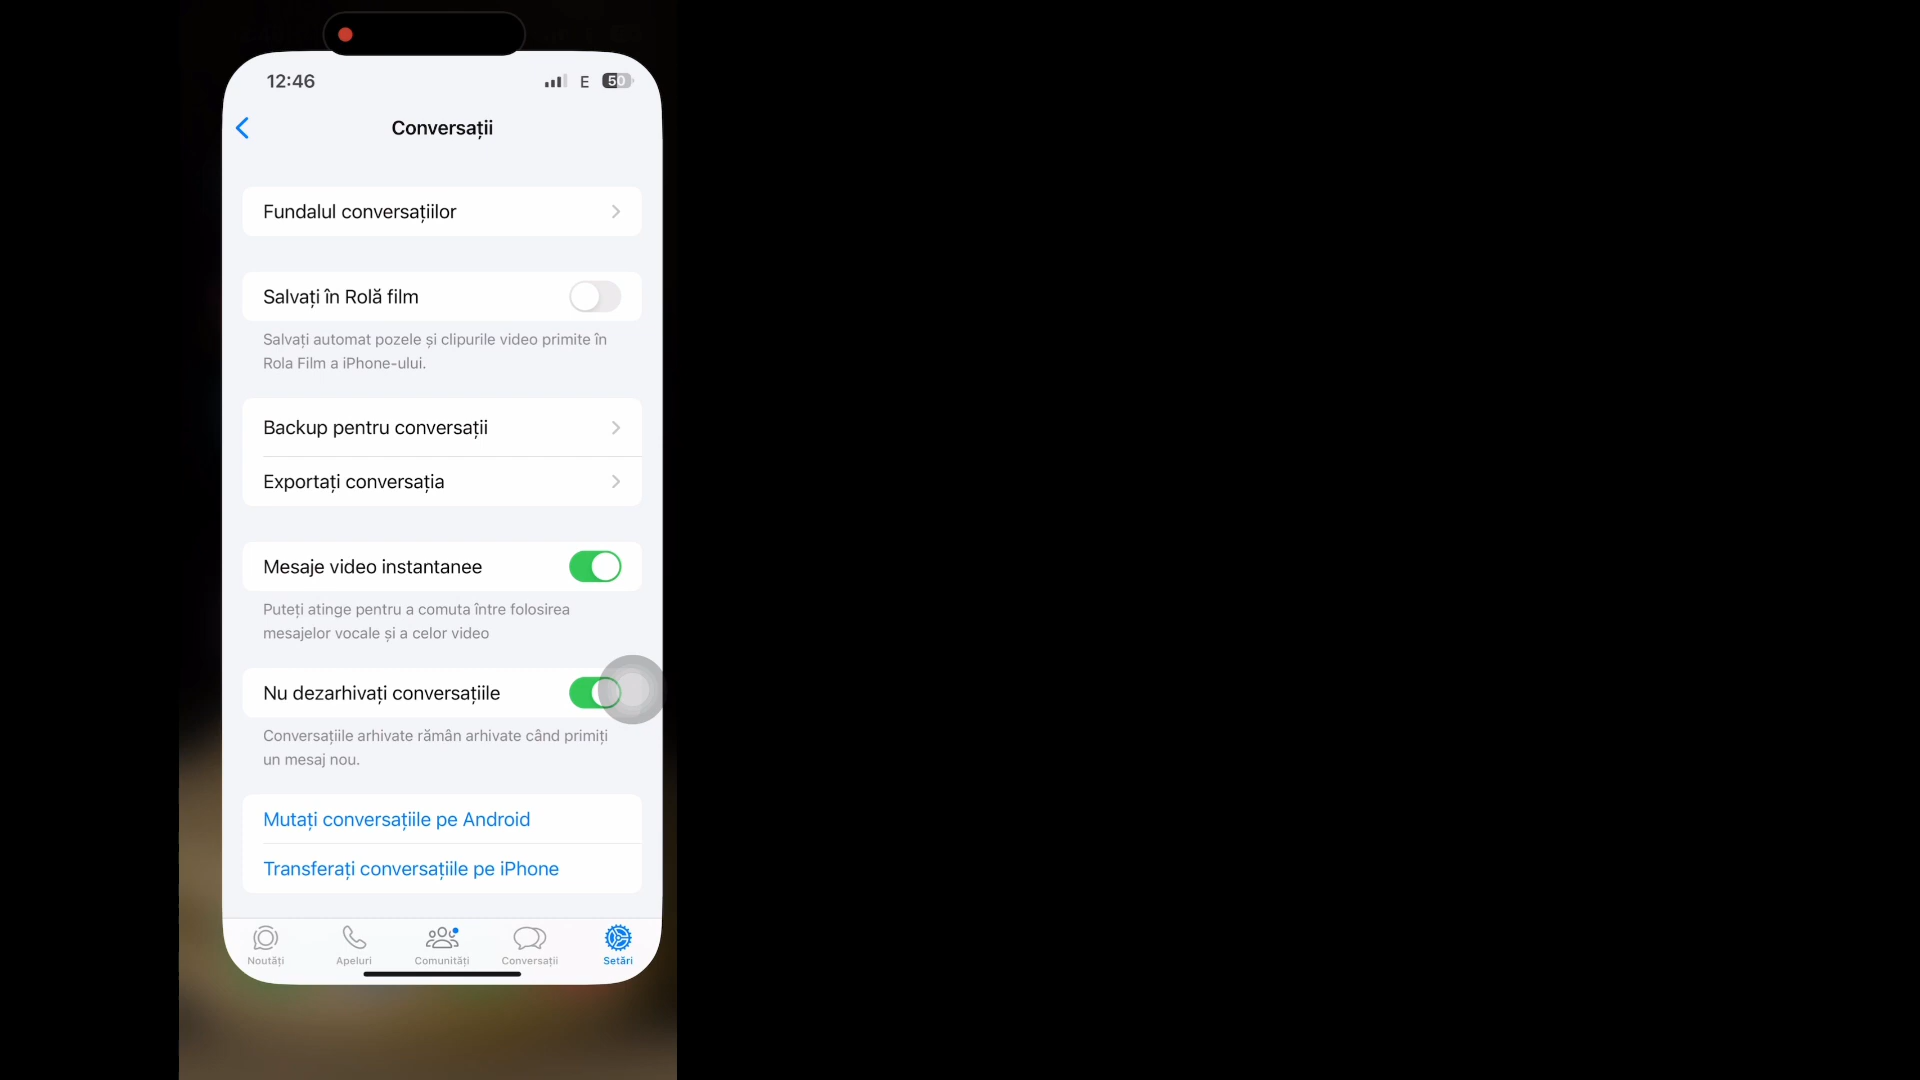 12:46
E
50
Conversații
Fundalul conversațiilor
Salvați în Rolă film
Salvați automat pozele și clipurile video primite în
Rola Film a iPhone-ului.
Backup pentru conversații
Exportați conversația
Mesaje video instantanee
Puteți atinge pentru a comuta între folosirea
mesajelor vocale și a celor video
Nu dezarhivați conversațiile
Conversațiile arhivate rămân arhivate când primiți
un mesaj nou.
Mutați conversațiile pe Android
Transferați conversațiile pe iPhone
Noutăți
Apeluri
Comunități
Conversații
Setări